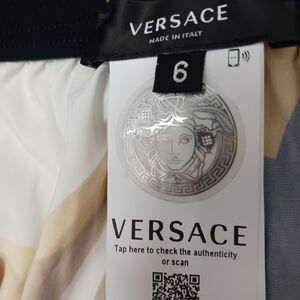 VERSACE
MADE IN ITALY
6
VERSACE
Tap here to check the authenticity
or scan